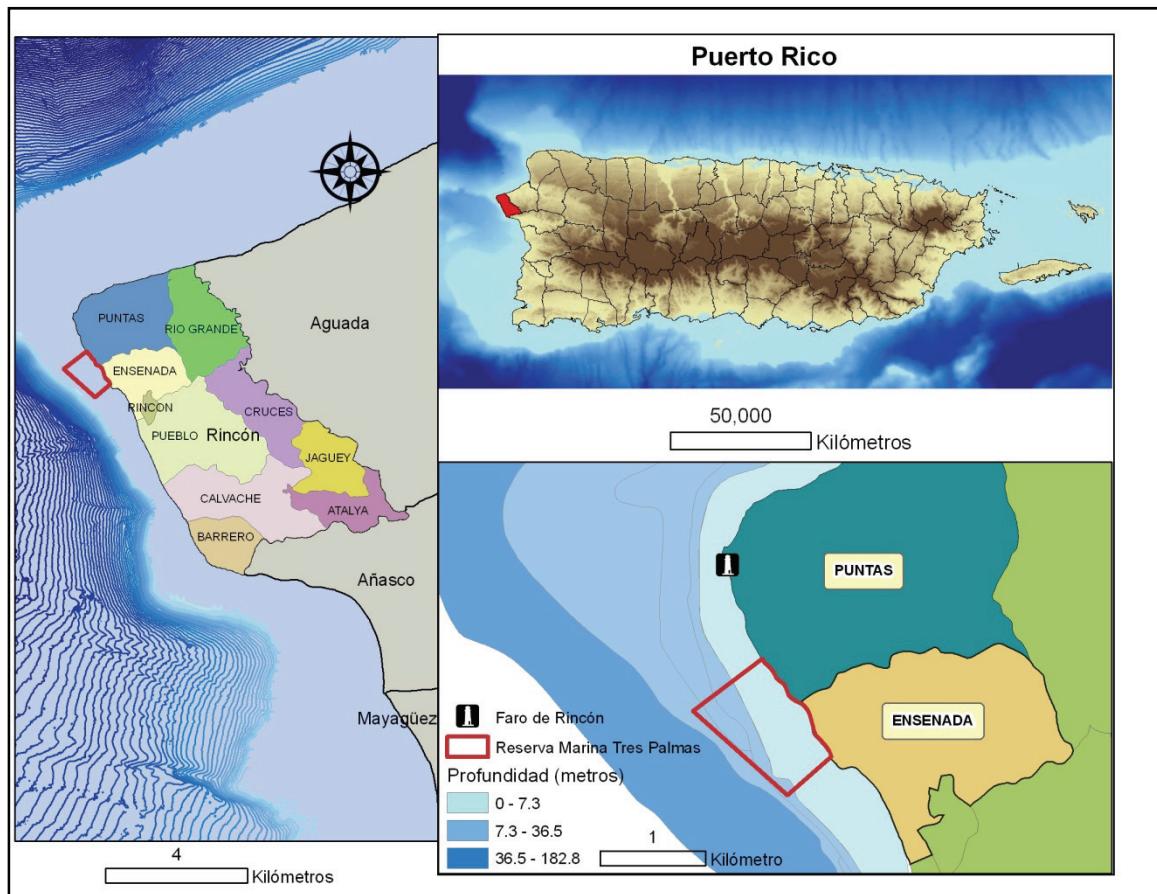 PUNTAS
RIO GRANDE
Aguada
ENSENADA
RINCON
CRUCES
PUEBLO
Rincón
JAGUEY
CALVACHE
ATALYA
BARRERO
Añasco
Mayagüez
4
Kilómetros
Puerto Rico
50,000
Kilómetros
PUNTAS
ENSENADA
Faro de Rincón
Reserva Marina Tres Palmas
Profundidad (metros)
0 - 7.3
7.3 - 36.5
36.5 - 182.8
1
Kilómetro